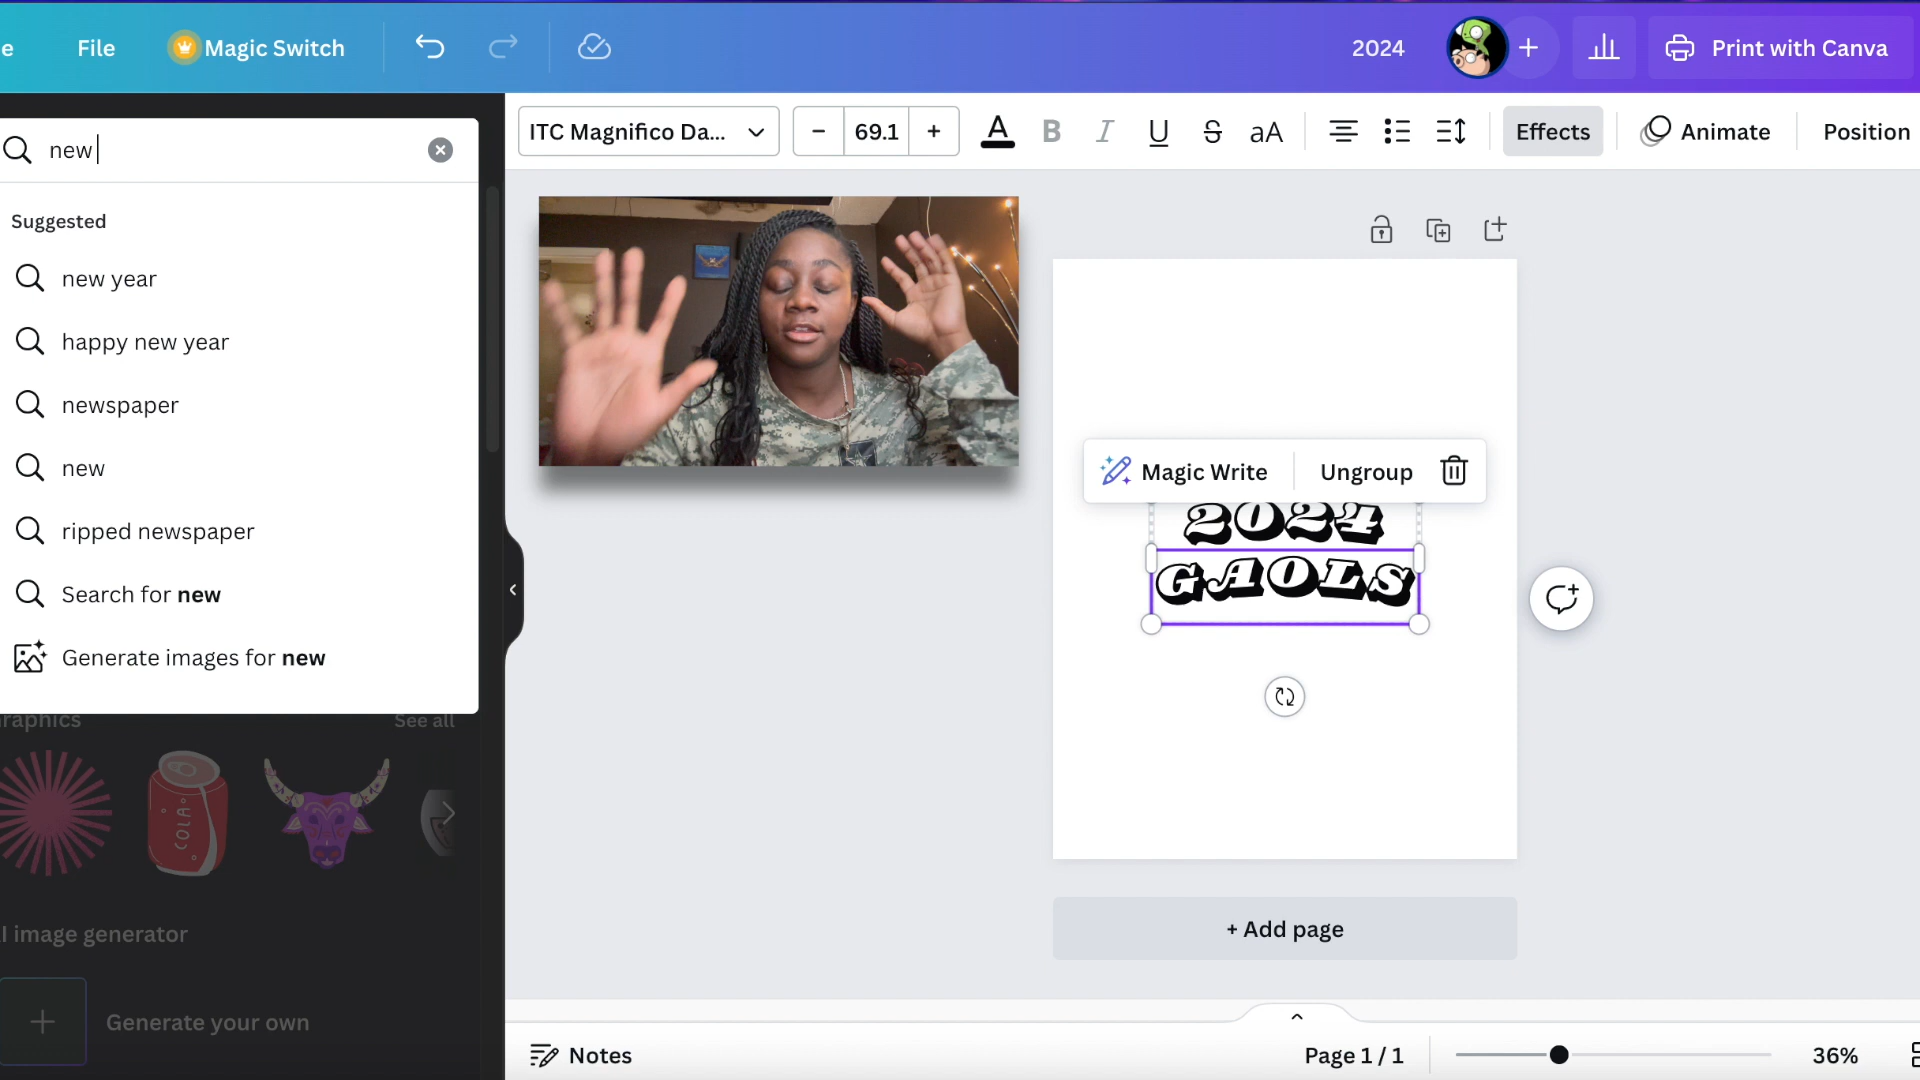 e File Magic Switch 2024 + Print with Canva
new
ITC Magnifico Da... – 69.1 + A B I U S aA Effects Animate Position
Suggested
new year
happy new year
newspaper
new
ripped newspaper
Search for new
Generate images for new
raphics See all
COLA
I image generator
+ Generate your own
Magic Write Ungroup
2024
GAOLS
+ Add page
Notes Page 1 / 1 36%